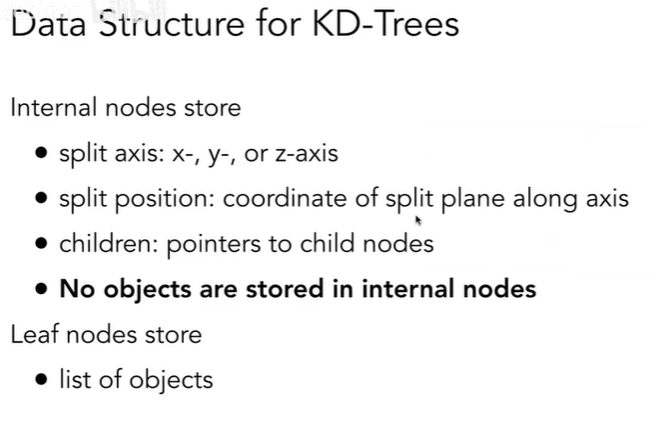 Data Structure for KD-Trees
Internal nodes store
• split axis: x-, y-, or z-axis
• split position: coordinate of split plane along axis
• children: pointers to child nodes
• No objects are stored in internal nodes
Leaf nodes store
• list of objects